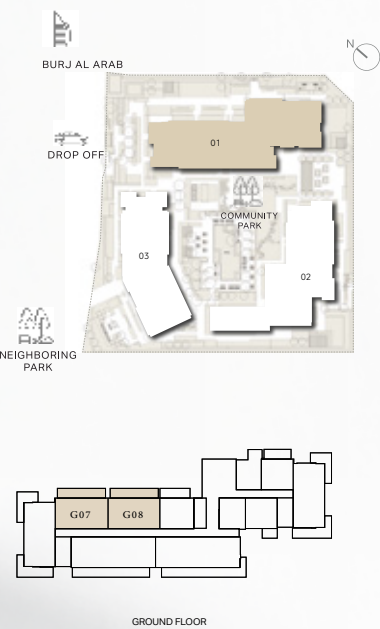 N
BURJ AL ARAB
01
DROP OFF
COMMUNITY
PARK
03
02
NEIGHBORING
PARK
G07
G08
GROUND FLOOR